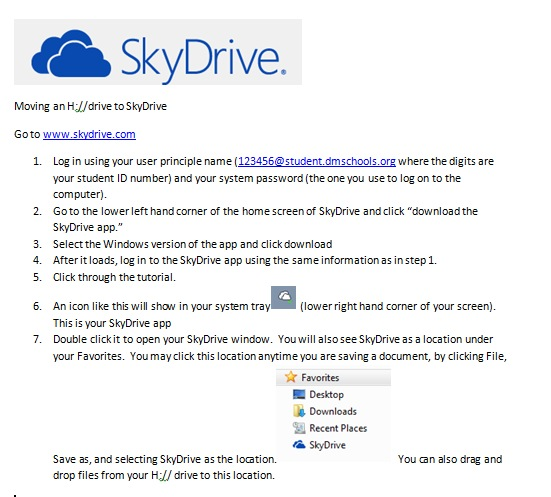 SkyDrive.
Moving an H:// drive to SkyDrive
Go to www.skydrive.com
1. Log in using your user principle name (123456@student.dmschools.org where the digits are
your student ID number) and your system password (the one you use to log on to the
computer).
2. Go to the lower left hand corner of the home screen of SkyDrive and click “download the
SkyDrive app.”
3. Select the Windows version of the app and click download
4. After it loads, log in to the SkyDrive app using the same information as in step 1.
5. Click through the tutorial.
6. An icon like this will show in your system tray (lower right hand corner of your screen).
This is your SkyDrive app
7. Double click it to open your SkyDrive window. You will also see SkyDrive as a location under
your Favorites. You may click this location anytime you are saving a document, by clicking File,
Favorites
Desktop
Downloads
Recent Places
SkyDrive
Save as, and selecting SkyDrive as the location. You can also drag and
drop files from your H:// drive to this location.